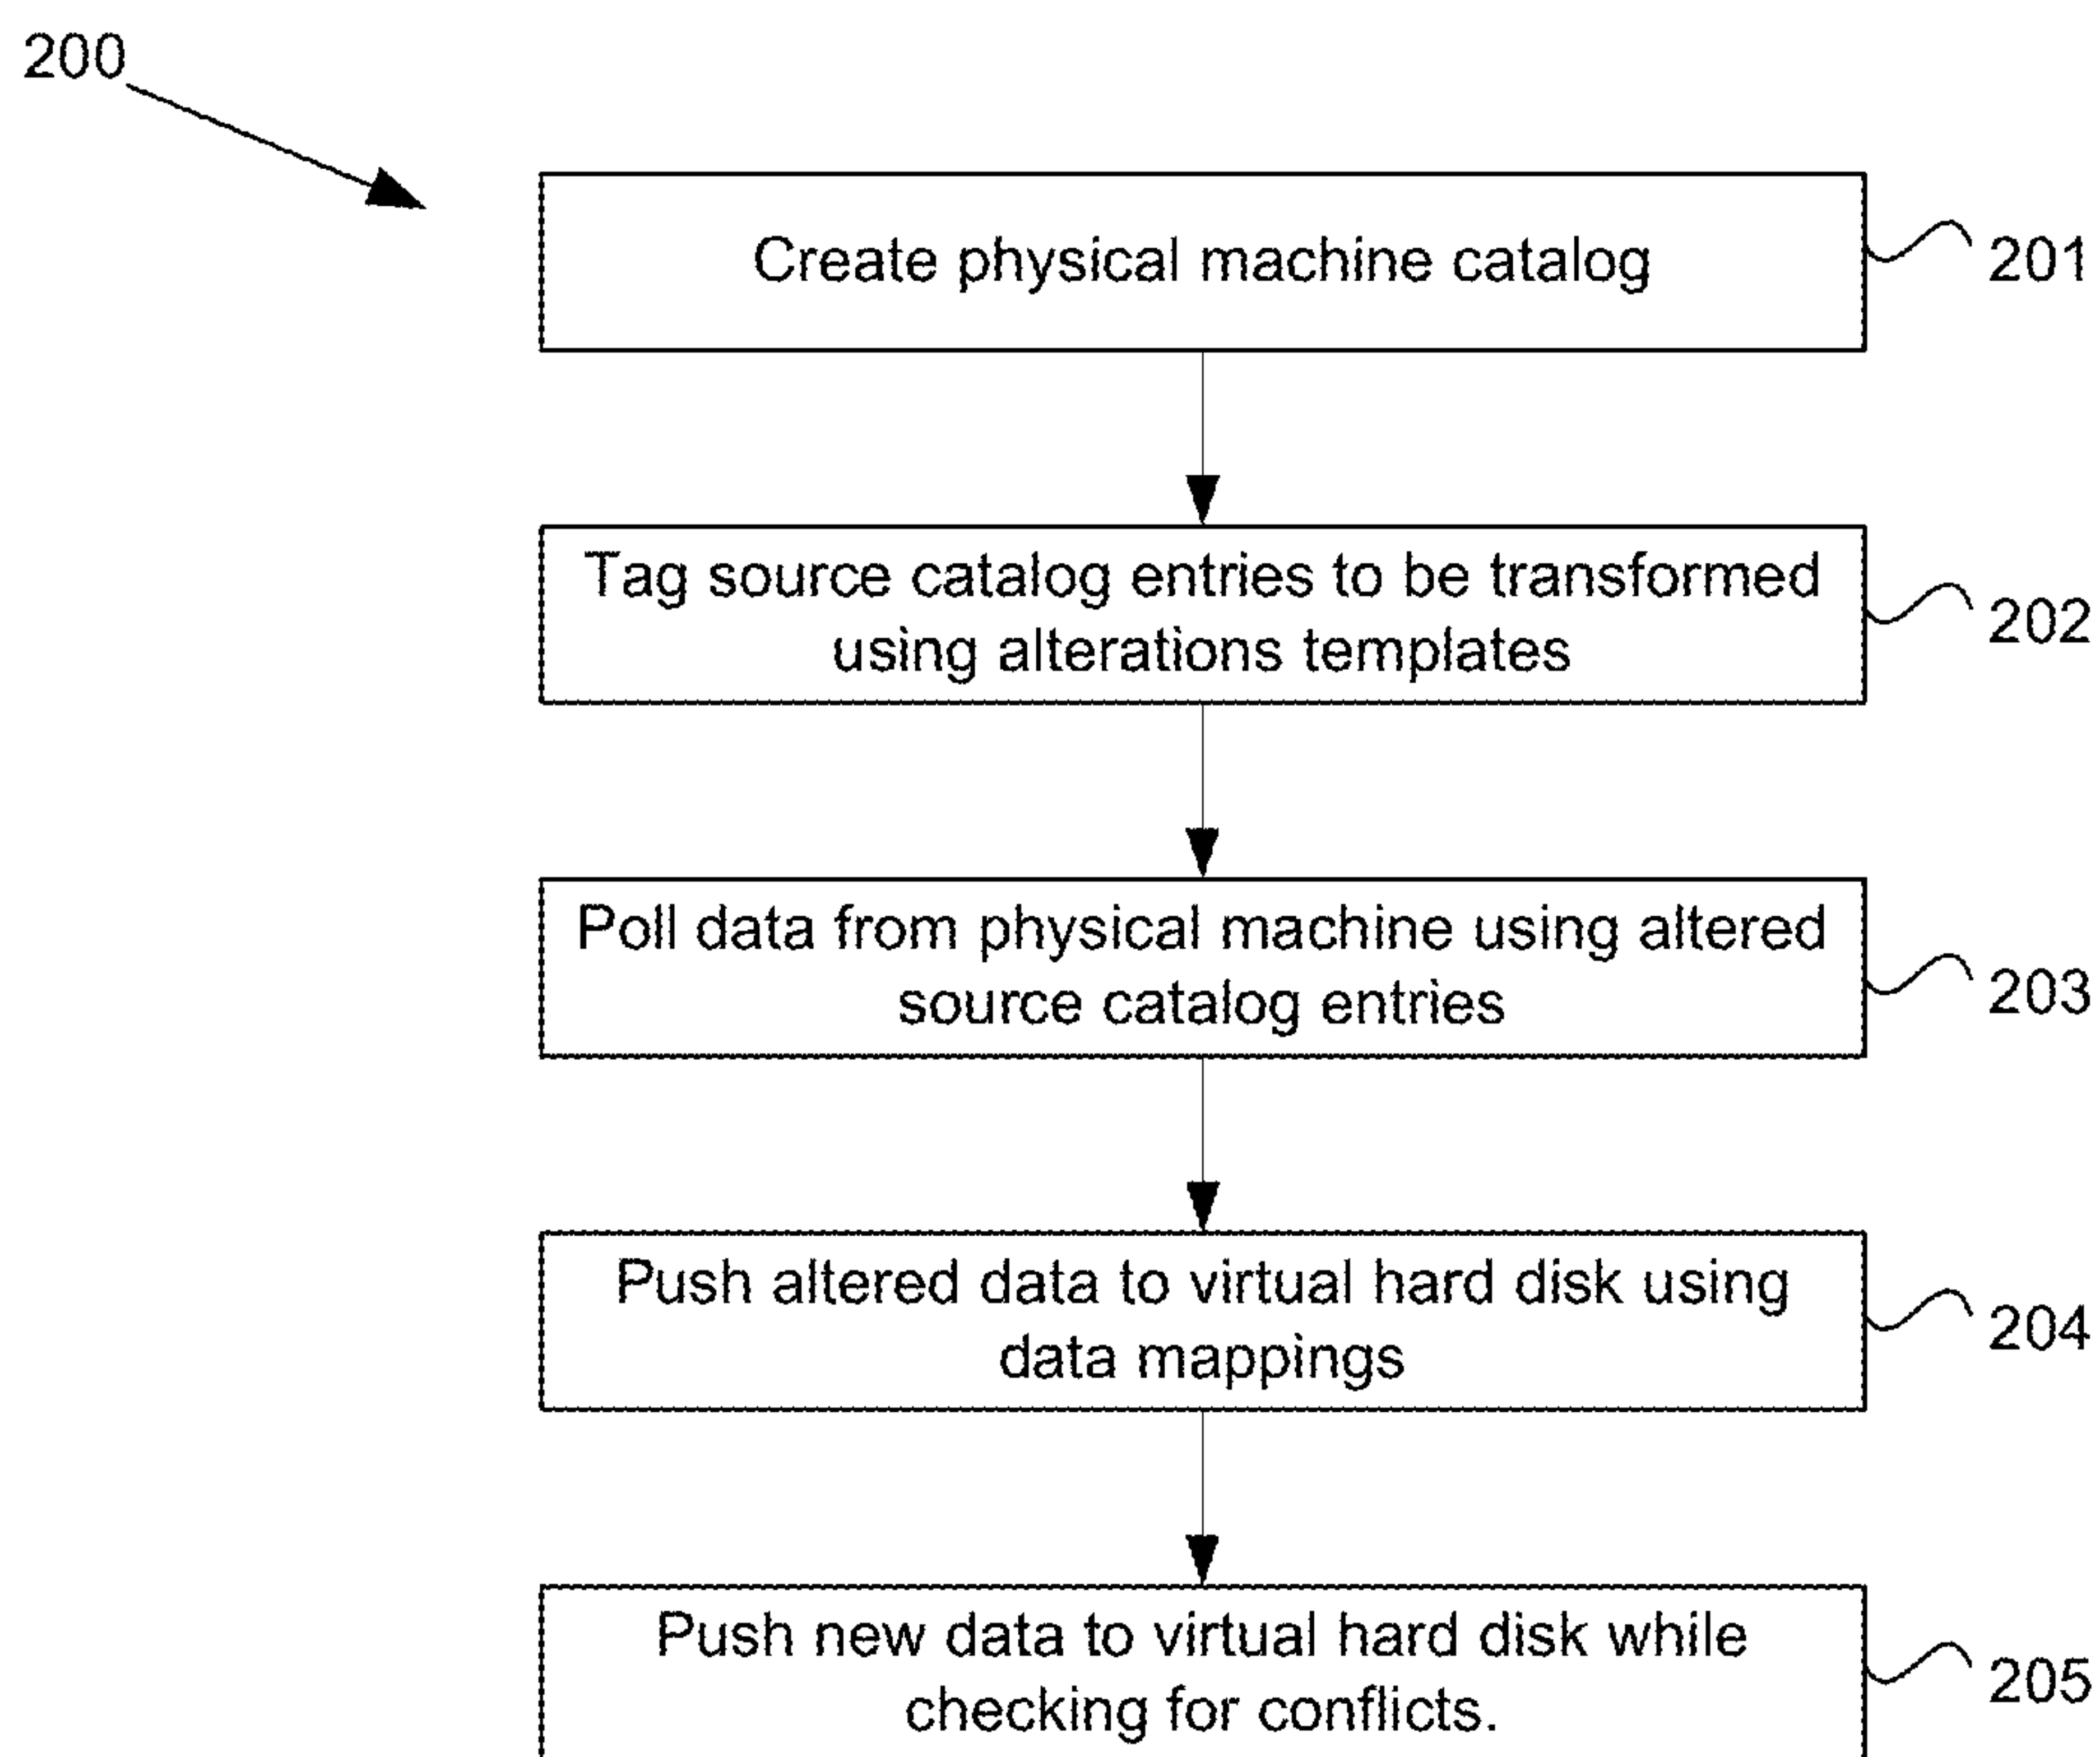 200
Create physical machine catalog
201
Tag source catalog entries to be transformed
using alterations templates
202
Poll data from physical machine using altered
source catalog entries
203
Push altered data to virtual hard disk using
data mappings
204
Push new data to virtual hard disk while
checking for conflicts.
205